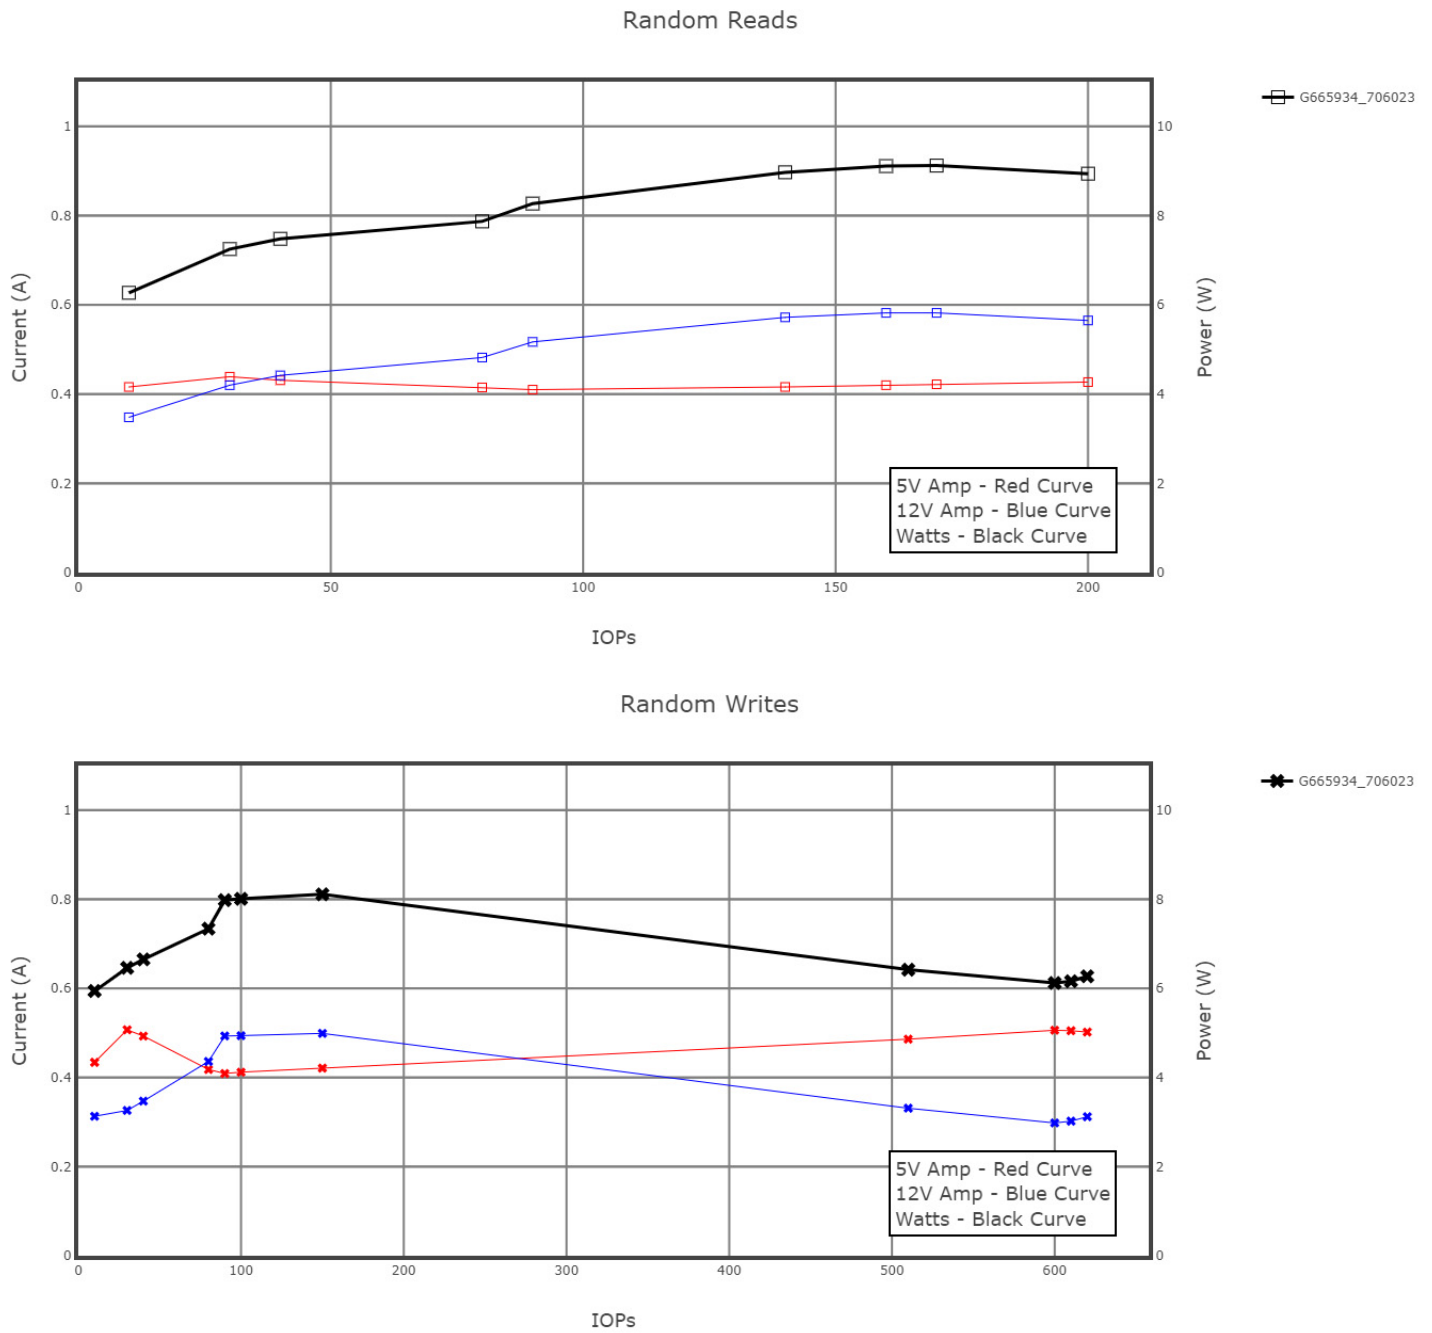 Random Reads
G665934_706023
1
0.8
0.6
0.4
0.2
0
Current (A)
10
8
6
4
2
0
Power (W)
5V Amp - Red Curve
12V Amp - Blue Curve
Watts - Black Curve
0 50 100 150 200
IOPs
Random Writes
G665934_706023
1
0.8
0.6
0.4
0.2
0
Current (A)
10
8
6
4
2
0
Power (W)
5V Amp - Red Curve
12V Amp - Blue Curve
Watts - Black Curve
0 100 200 300 400 500 600
IOPs